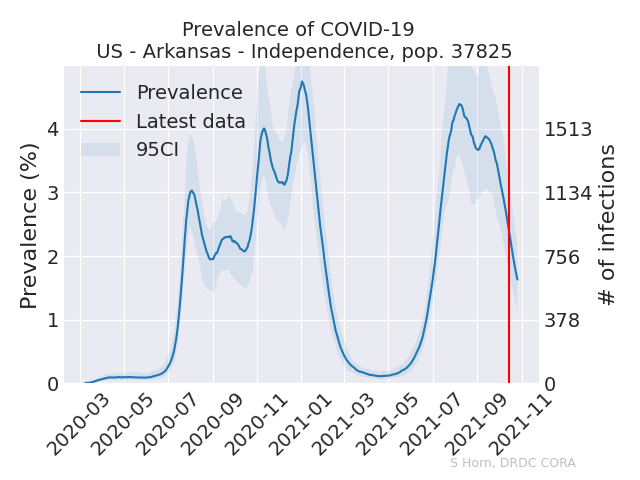 Prevalence of COVID-19
US - Arkansas - Independence, pop. 37825
Prevalence
Latest data
95CI
Prevalence (%)
4
3
2
1
0
1513
1134
756
378
0
# of infections
2020-03
2020-05
2020-07
2020-09
2020-11
2021-01
2021-03
2021-05
2021-07
2021-09
2021-11
S Horn, DRDC CORA